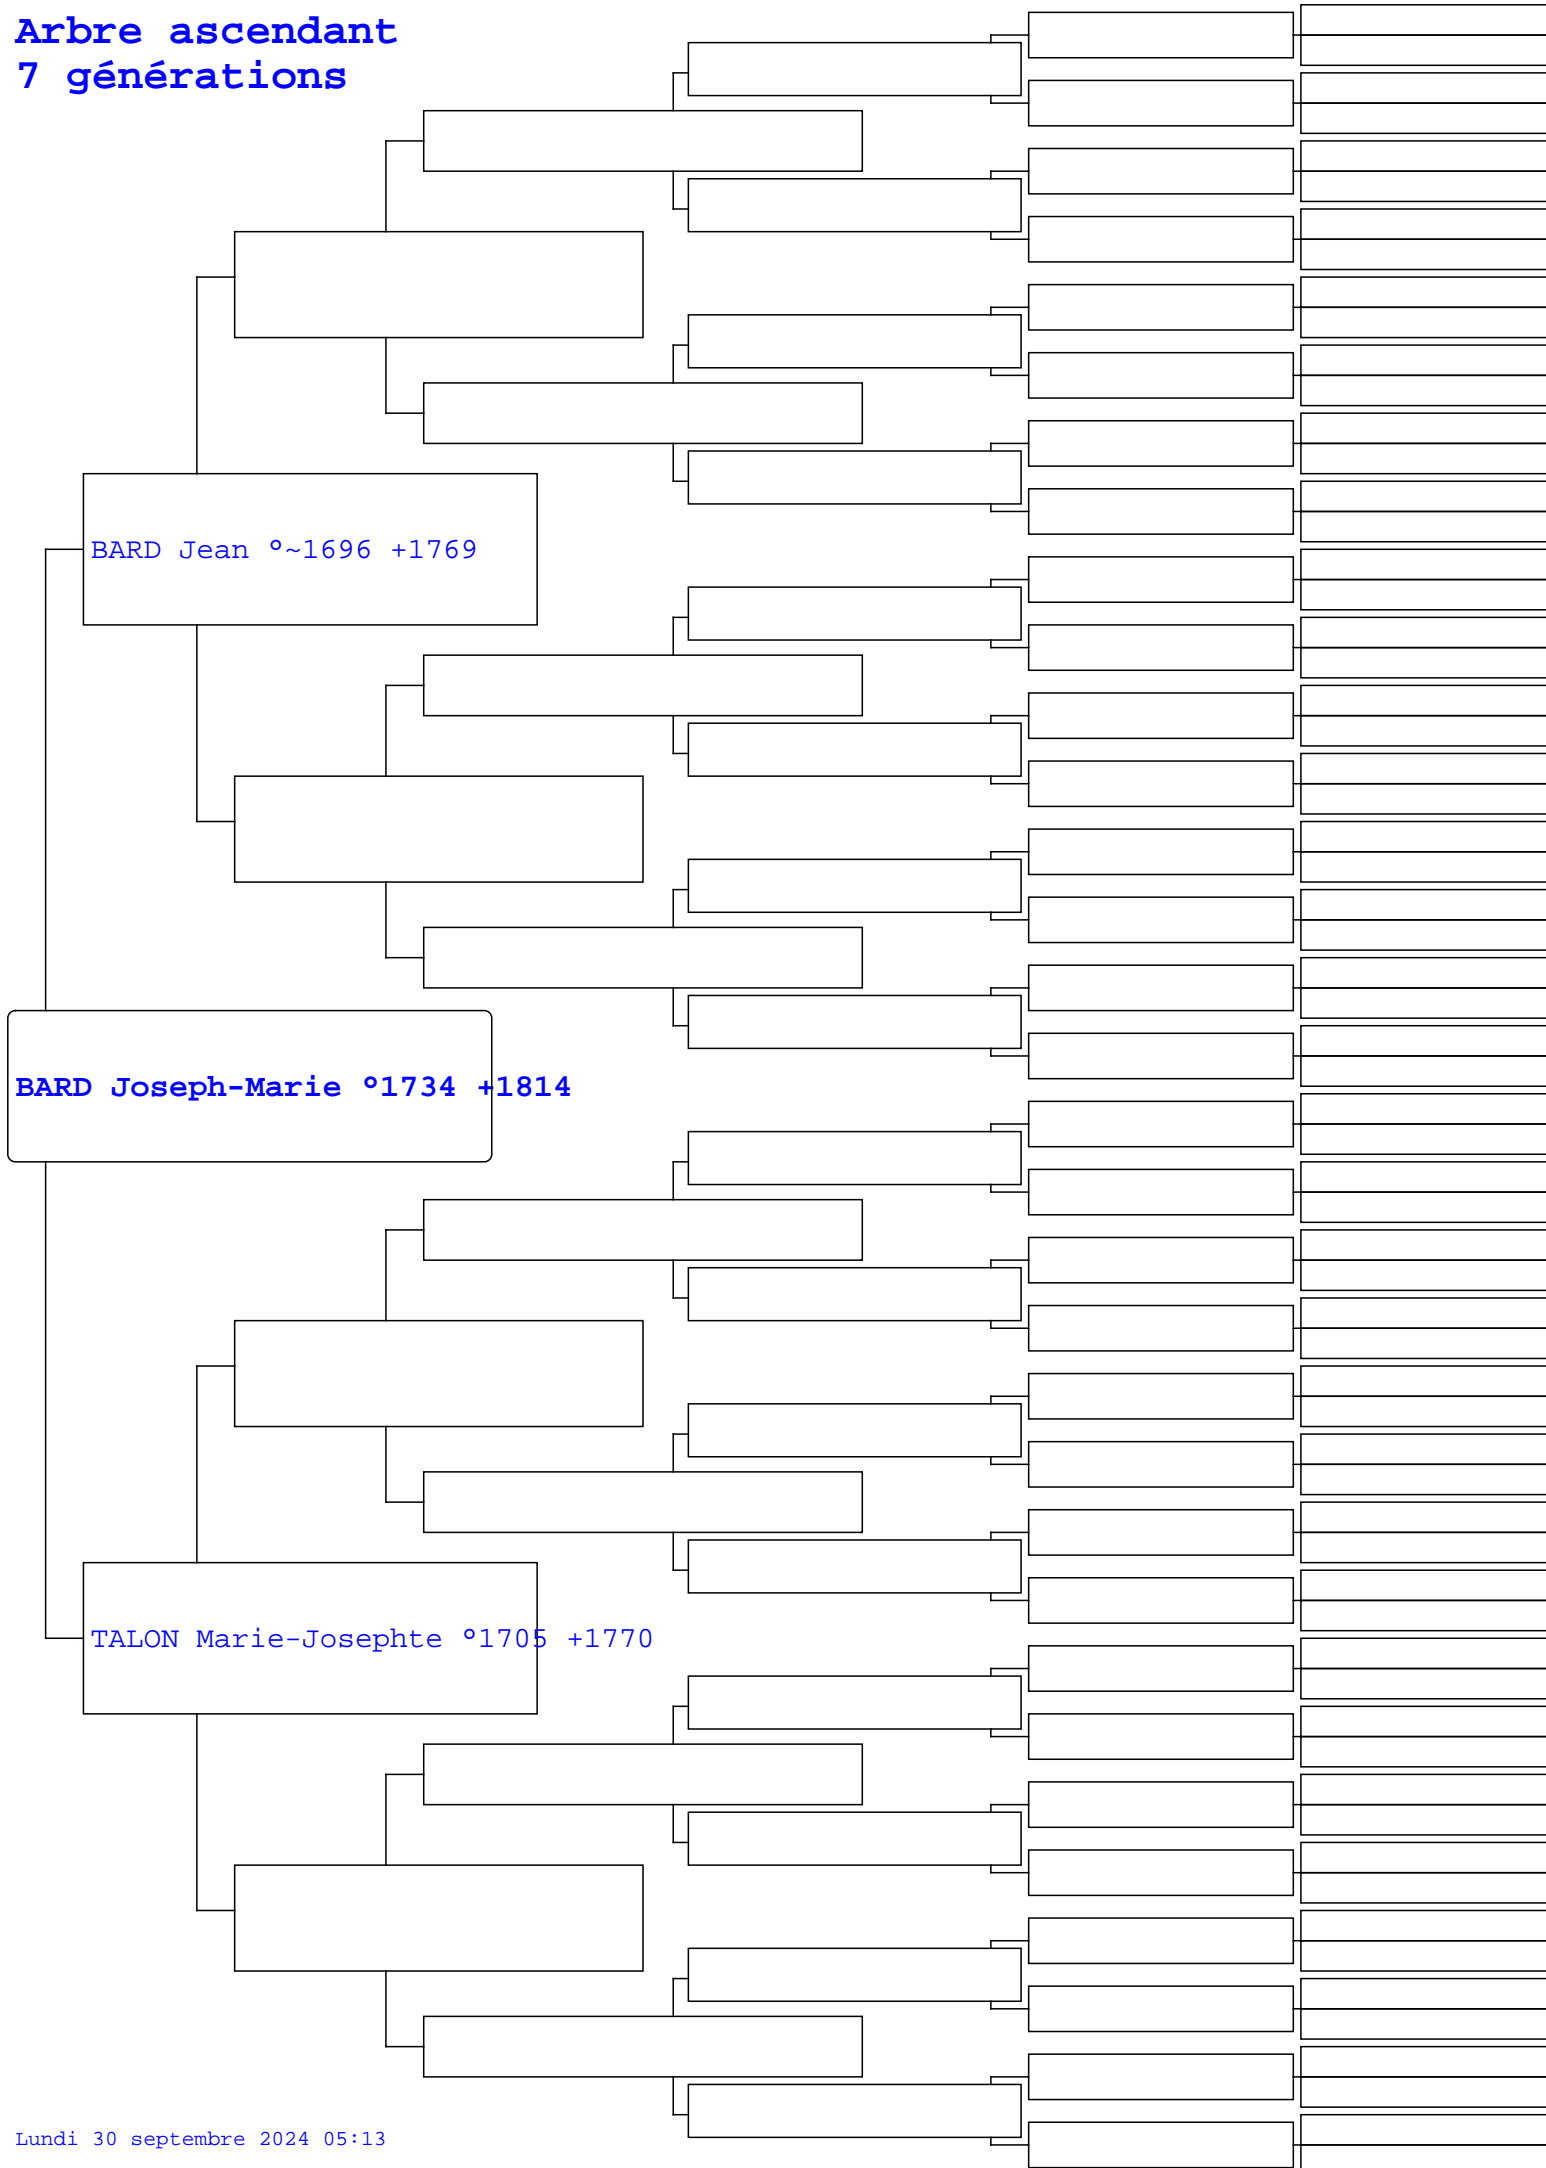 Arbre ascendant
7 générations
BARD Jean °~1696 +1769
BARD Joseph-Marie °1734 +1814
TALON Marie-Josephte °1705 +1770
Lundi 30 septembre 2024 05:13